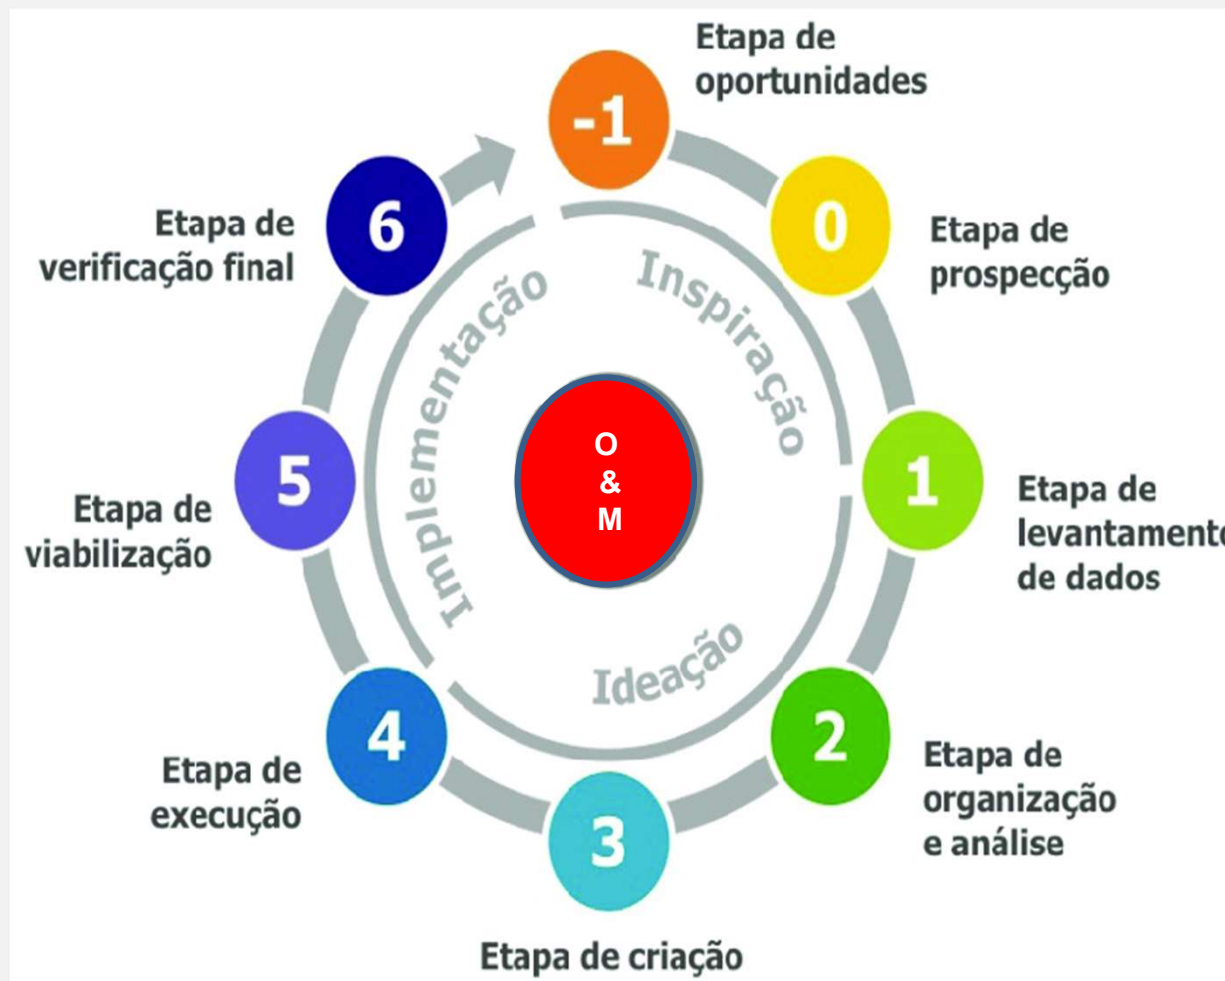 -1
Etapa de
oportunidades
0
Etapa de
prospecção
1
Etapa de
levantamento
de dados
2
Etapa de
organização
e análise
3
Etapa de criação
4
Etapa de
execução
5
Etapa de
viabilização
6
Etapa de
verificação final
Inspiração
Ideação
Implementação
O
&
M